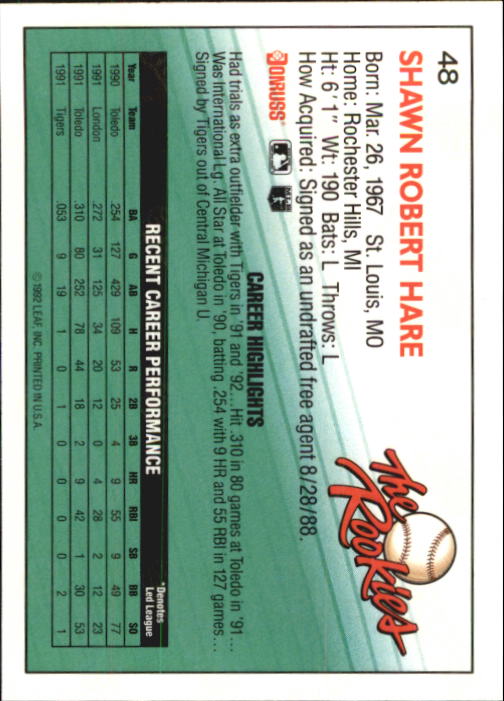 48
SHAWN ROBERT HARE
Born: Mar. 26, 1967 St. Louis, MO
Home: Rochester Hills, MI
Ht: 6' 1" Wt: 190 Bats: L Throws: L
How Acquired: Signed as an undrafted free agent 8/28/88.
The Rookies
DONRUSS
CAREER HIGHLIGHTS
Had trials as extra outfielder with Tigers in '91 and '92... Hit .310 in 80 games at Toledo in '91...
Was International Lg. All Star at Toledo in '90, batting .254 with 9 HR and 55 RBI in 127 games...
Signed by Tigers out of Central Michigan U.
RECENT CAREER PERFORMANCE
*Denotes
Led League
Year Team BA G AB H R 2B 3B HR RBI SB BB SO
1990 Toledo .254 127 429 109 53 25 4 9 55 9 49 77
1991 London .272 31 125 34 20 12 0 4 28 2 12 23
1991 Toledo .310 80 252 78 44 18 2 9 42 1 30 53
1991 Tigers .053 9 19 1 0 1 0 0 0 0 2 1
©1992 LEAF, INC. PRINTED IN U.S.A.